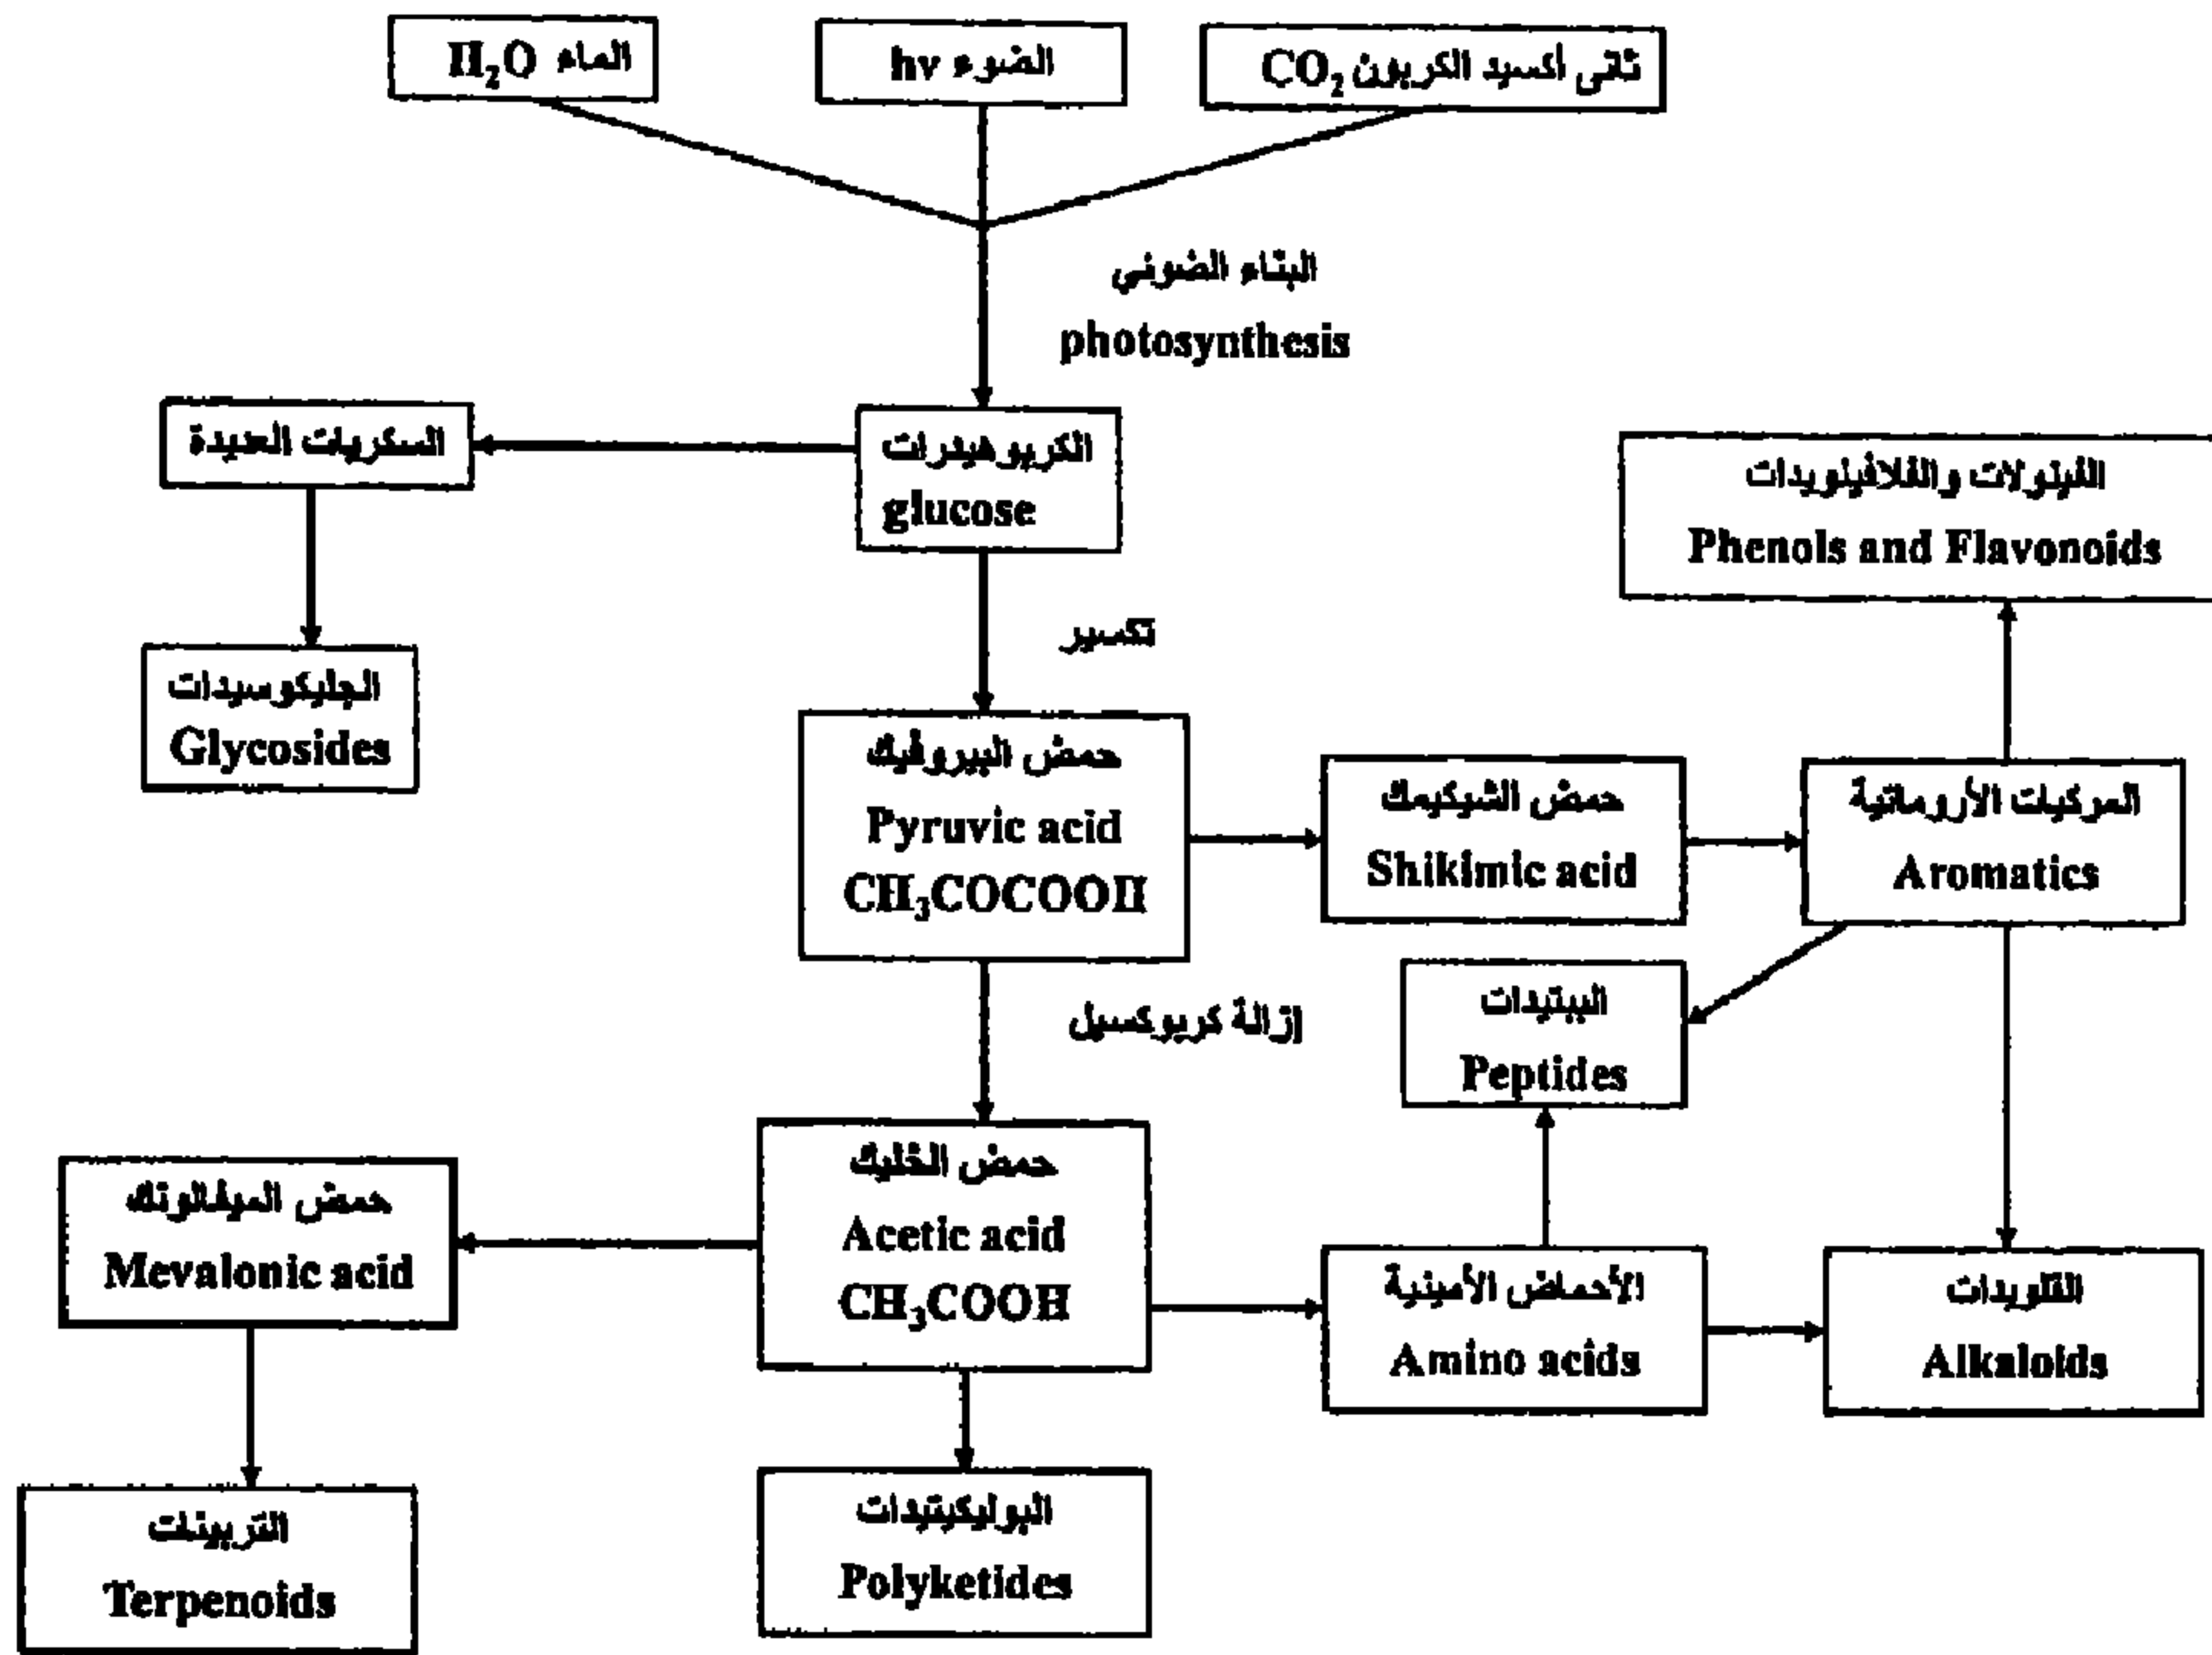 الماء H₂O
الضوء hv
ثاني أكسيد الكربون CO₂
البناء الضوئي
photosynthesis
السكريات العديدة
الكربوهيدرات
glucose
الفينولات والفلافينويدات
Phenols and Flavonoids
تكسير
الجليكوسيدات
Glycosides
حمض البيروفيك
Pyruvic acid
CH₃COCOOH
حمض الشيكيمك
Shikimic acid
المركبات الأروماتية
Aromatics
الببتيدات
Peptides
إزالة كربوكسيل
حمض الخليك
Acetic acid
CH₃COOH
حمض الميفالونك
Mevalonic acid
الأحماض الأمينية
Amino acids
القلويدات
Alkaloids
البوليكيتيدات
Polyketides
التربينات
Terpenoids